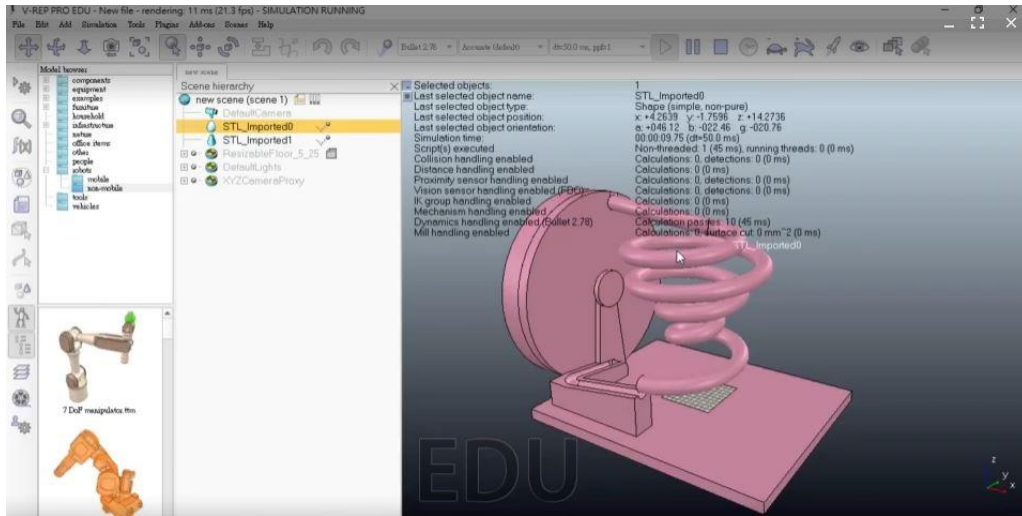 V-REP PRO EDU - New file - rendering: 11 ms (21.3 fps) - SIMULATION RUNNING
File Edit Add Simulation Tools Plugins Add-ons Scenes Help
Bullet 2.78 Accurate (default) dt=50.0 ms, ppf=1
Model browser
components
equipment
examples
furniture
household
infrastructure
nature
office items
other
people
robots
mobile
non-mobile
tools
vehicles
7 DoF manipulator.ttm
new scene
Scene hierarchy
new scene (scene 1)
DefaultCamera
STL_Imported0
STL_Imported1
ResizableFloor_5_25
DefaultLights
XYZCameraProxy
Selected objects: 1
Last selected object name: STL_Imported0
Last selected object type: Shape (simple, non-pure)
Last selected object position: x: +4.2639 y: -1.7596 z: +14.2736
Last selected object orientation: a: +046.12 b: -022.46 g: -020.76
Simulation time: 00:00:09.75 (dt=50.0 ms)
Script(s) executed Non-threaded: 1 (45 ms), running threads: 0 (0 ms)
Collision handling enabled Calculations: 0, detections: 0 (0 ms)
Distance handling enabled Calculations: 0 (0 ms)
Proximity sensor handling enabled Calculations: 0, detections: 0 (0 ms)
Vision sensor handling enabled (FBO) Calculations: 0, detections: 0 (0 ms)
IK group handling enabled Calculations: 0 (0 ms)
Mechanism handling enabled Calculations: 0 (0 ms)
Dynamics handling enabled (Bullet 2.78) Calculation passes: 10 (45 ms)
Mill handling enabled Calculations: 0, surface cut: 0 mm^2 (0 ms)
STL_Imported0
EDU
z
y
x